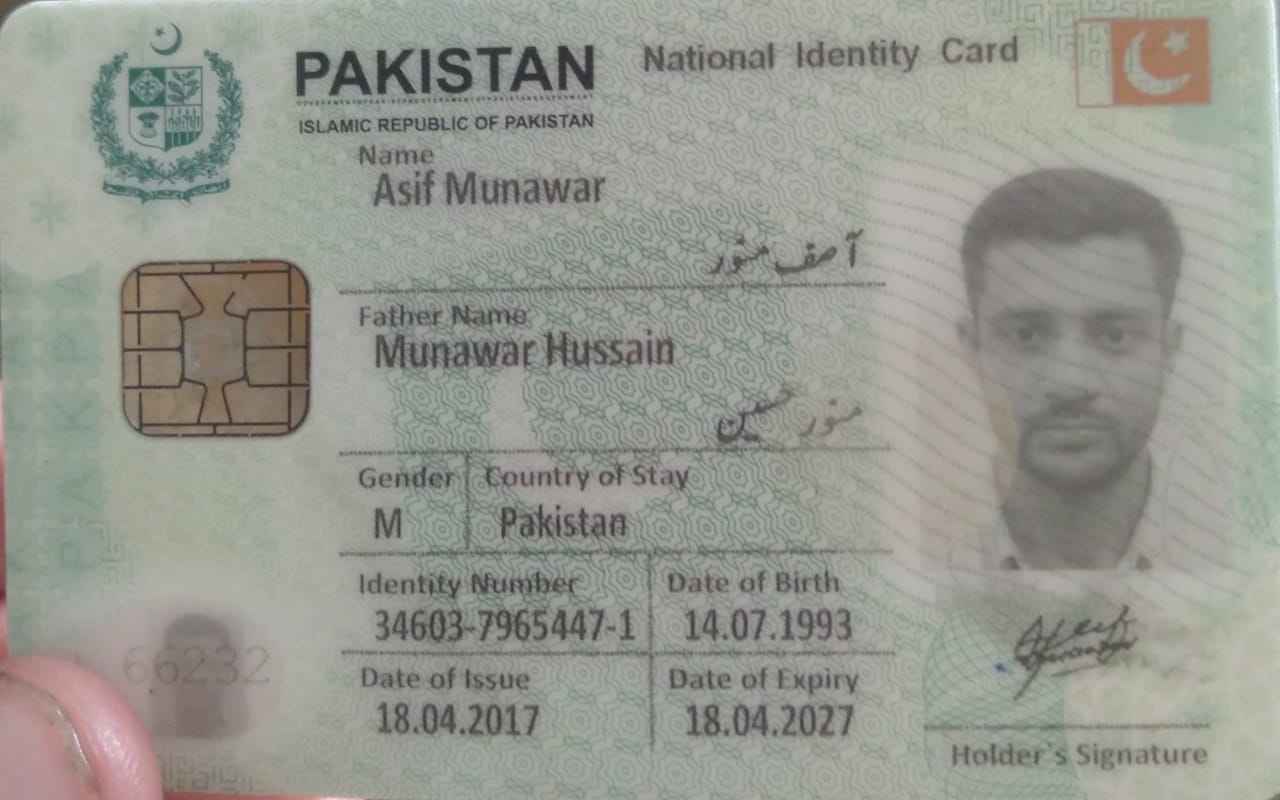 PAKISTAN National Identity Card
ISLAMIC REPUBLIC OF PAKISTAN
Name
Asif Munawar
آصف منور
Father Name
Munawar Hussain
منور حسین
Gender Country of Stay
M Pakistan
Identity Number Date of Birth
34603-7965447-1 14.07.1993
66232
Date of Issue Date of Expiry
18.04.2017 18.04.2027
Holder's Signature